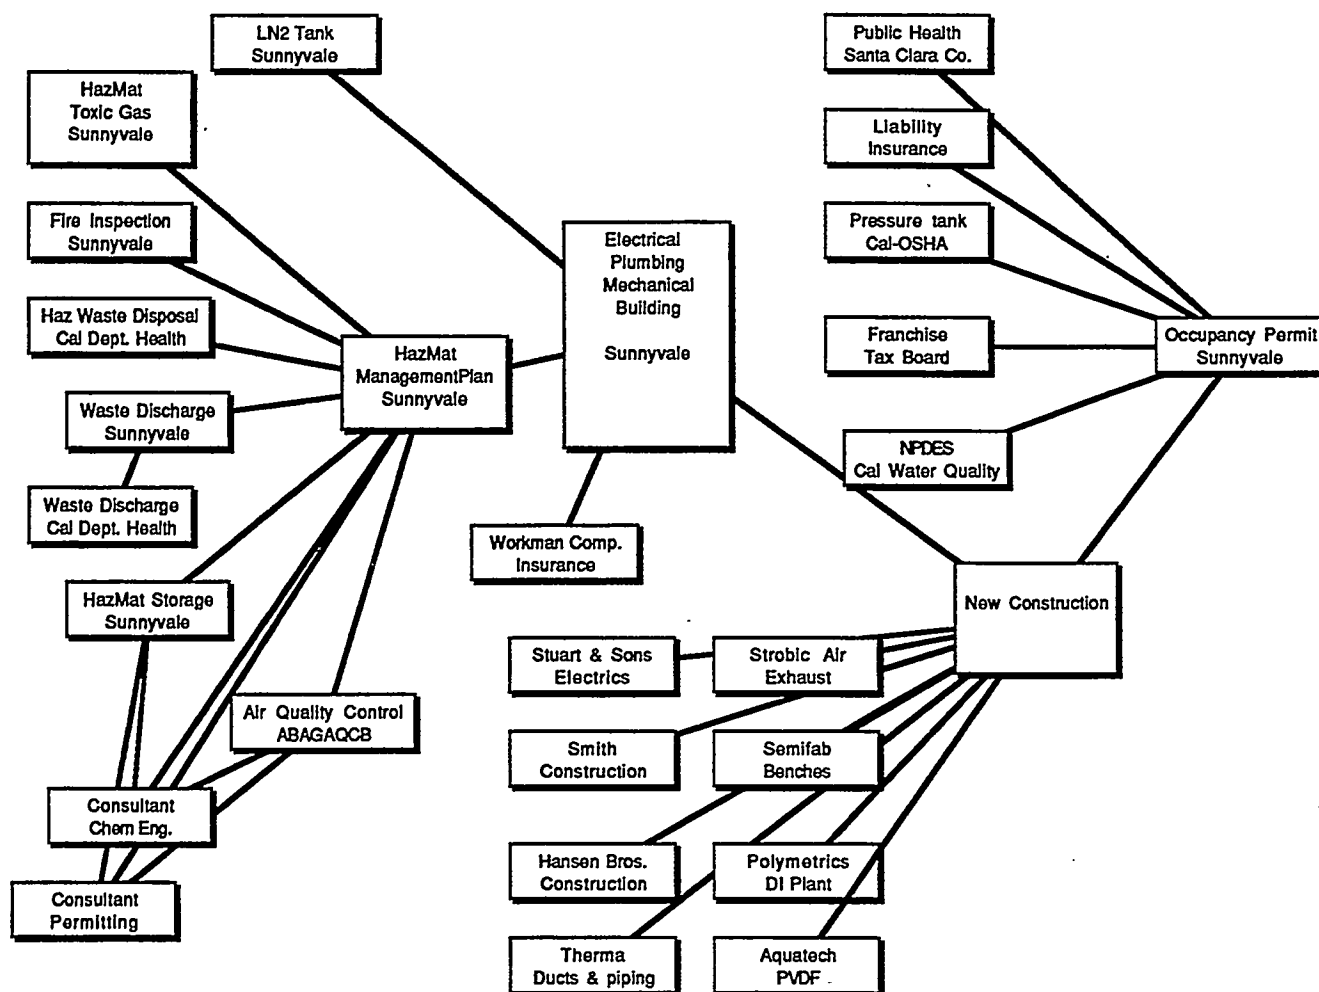 LN2 Tank
Sunnyvale
Public Health
Santa Clara Co.
HazMat
Toxic Gas
Sunnyvale
Liability
Insurance
Fire Inspection
Sunnyvale
Pressure tank
Cal-OSHA
Electrical
Plumbing
Mechanical
Building
Sunnyvale
Haz Waste Disposal
Cal Dept. Health
HazMat
ManagementPlan
Sunnyvale
Franchise
Tax Board
Occupancy Permit
Sunnyvale
Waste Discharge
Sunnyvale
NPDES
Cal Water Quality
Waste Discharge
Cal Dept. Health
Workman Comp.
Insurance
HazMat Storage
Sunnyvale
New Construction
Stuart & Sons
Electrics
Strobic Air
Exhaust
Air Quality Control
ABAGAQCB
Smith
Construction
Semifab
Benches
Consultant
Chem Eng.
Hansen Bros.
Construction
Polymetrics
DI Plant
Consultant
Permitting
Therma
Ducts & piping
Aquatech
PVDF